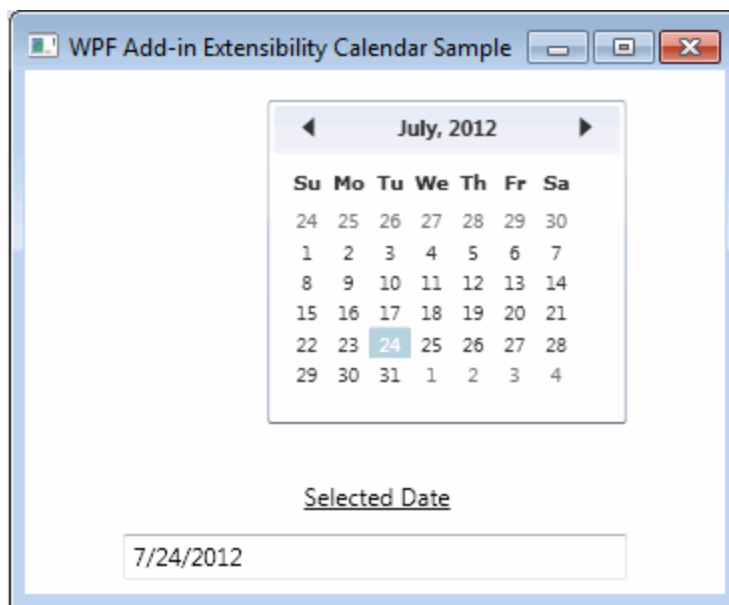 WPF Add-in Extensibility Calendar Sample
July, 2012
Su Mo Tu We Th Fr Sa
24 25 26 27 28 29 30
1 2 3 4 5 6 7
8 9 10 11 12 13 14
15 16 17 18 19 20 21
22 23 24 25 26 27 28
29 30 31 1 2 3 4
Selected Date
7/24/2012